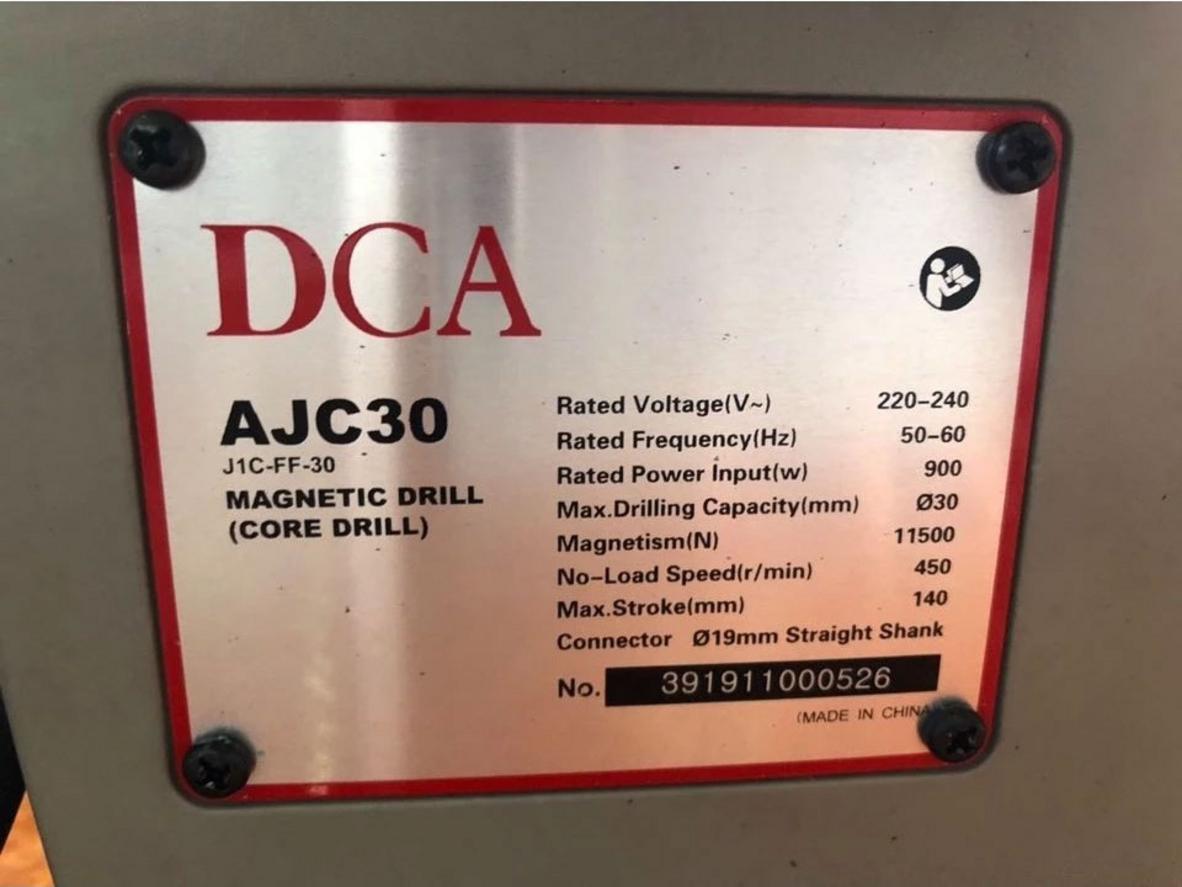 DCA
AJC30
J1C-FF-30
MAGNETIC DRILL
(CORE DRILL)
Rated Voltage(V~) 220-240
Rated Frequency(Hz) 50-60
Rated Power Input(w) 900
Max.Drilling Capacity(mm) Ø30
Magnetism(N) 11500
No-Load Speed(r/min) 450
Max.Stroke(mm) 140
Connector Ø19mm Straight Shank
No. 391911000526
(MADE IN CHINA